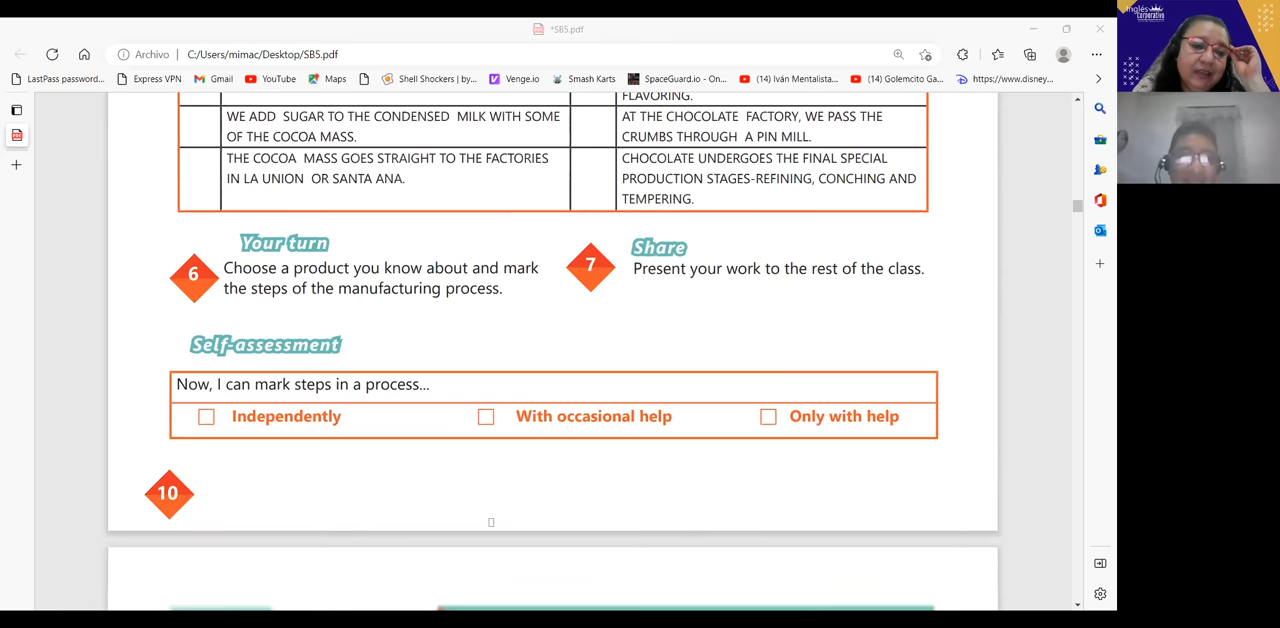 *SB5.pdf
Archivo | C:/Users/mimac/Desktop/SB5.pdf
LastPass password... Express VPN Gmail YouTube Maps Shell Shockers | by... Venge.io Smash Karts SpaceGuard.io - On... (14) Iván Mentalista... (14) Golemcito Ga... https://www.disney...
Inglés
Corporativo
FLAVORING.
WE ADD SUGAR TO THE CONDENSED MILK WITH SOME
OF THE COCOA MASS.
AT THE CHOCOLATE FACTORY, WE PASS THE
CRUMBS THROUGH A PIN MILL.
THE COCOA MASS GOES STRAIGHT TO THE FACTORIES
IN LA UNION OR SANTA ANA.
CHOCOLATE UNDERGOES THE FINAL SPECIAL
PRODUCTION STAGES-REFINING, CONCHING AND
TEMPERING.
6
Your turn
Choose a product you know about and mark
the steps of the manufacturing process.
7
Share
Present your work to the rest of the class.
Self-assessment
Now, I can mark steps in a process...
Independently With occasional help Only with help
10